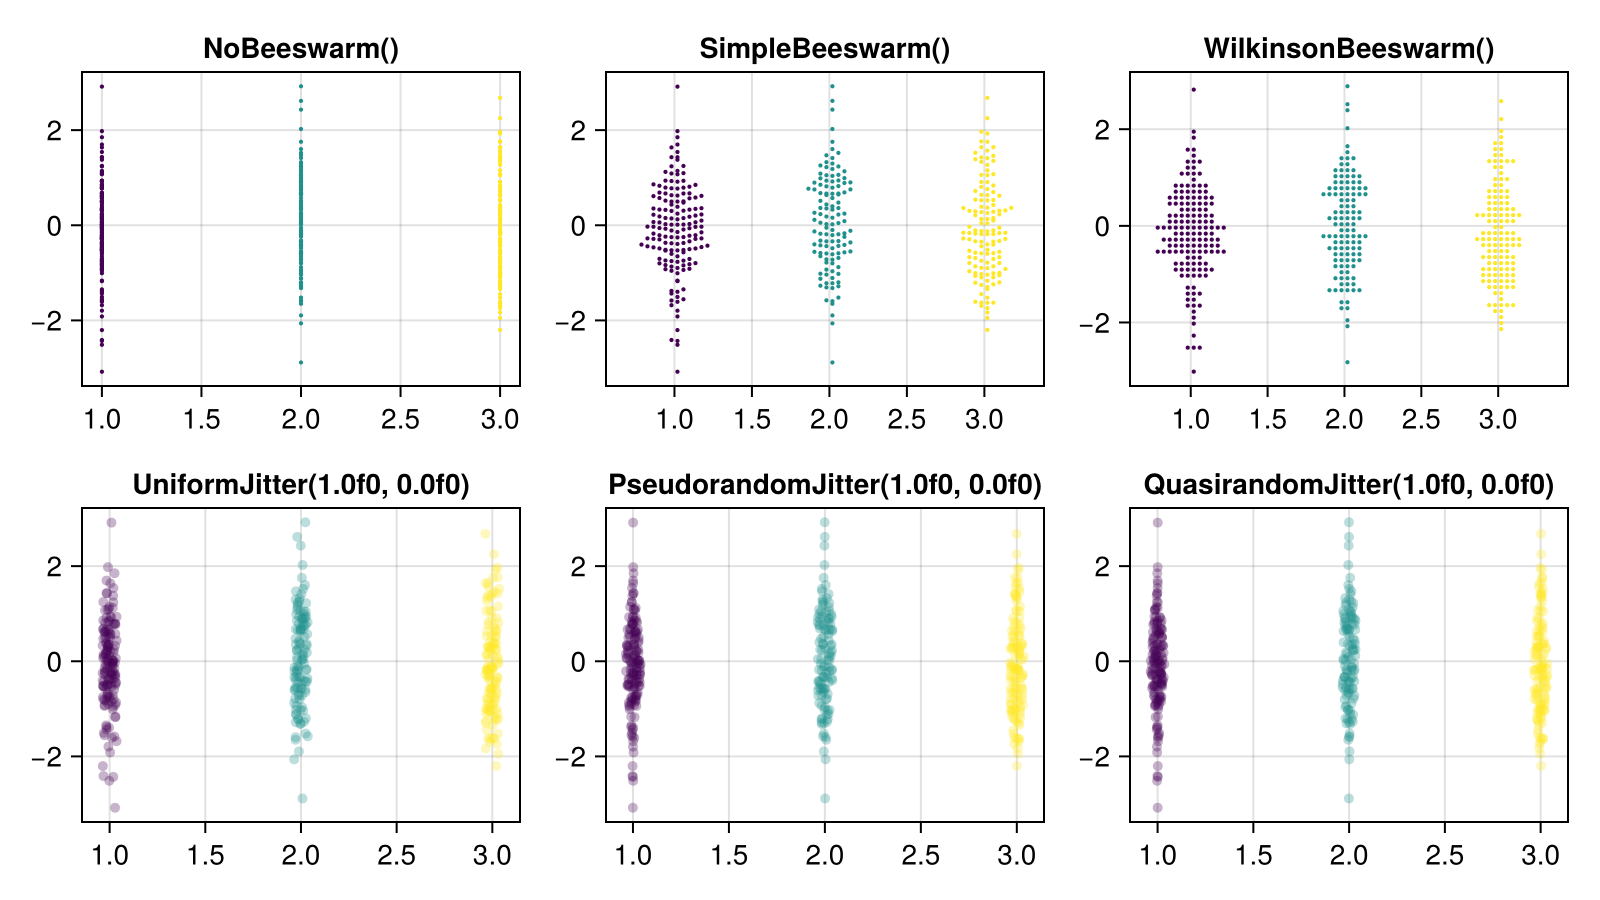 NoBeeswarm()
SimpleBeeswarm()
WilkinsonBeeswarm()
2
0
−2
1.0 1.5 2.0 2.5 3.0
2
0
−2
1.0 1.5 2.0 2.5 3.0
2
0
−2
1.0 1.5 2.0 2.5 3.0
UniformJitter(1.0f0, 0.0f0)
PseudorandomJitter(1.0f0, 0.0f0)
QuasirandomJitter(1.0f0, 0.0f0)
2
0
−2
1.0 1.5 2.0 2.5 3.0
2
0
−2
1.0 1.5 2.0 2.5 3.0
2
0
−2
1.0 1.5 2.0 2.5 3.0